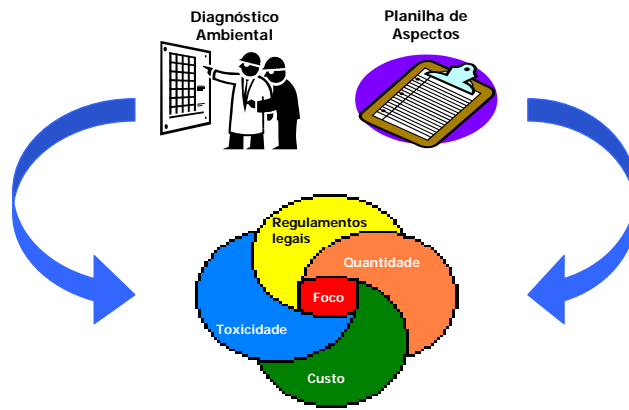 Diagnóstico
Ambiental
Planilha de
Aspectos
Regulamentos
legais
Quantidade
Foco
Toxicidade
Custo